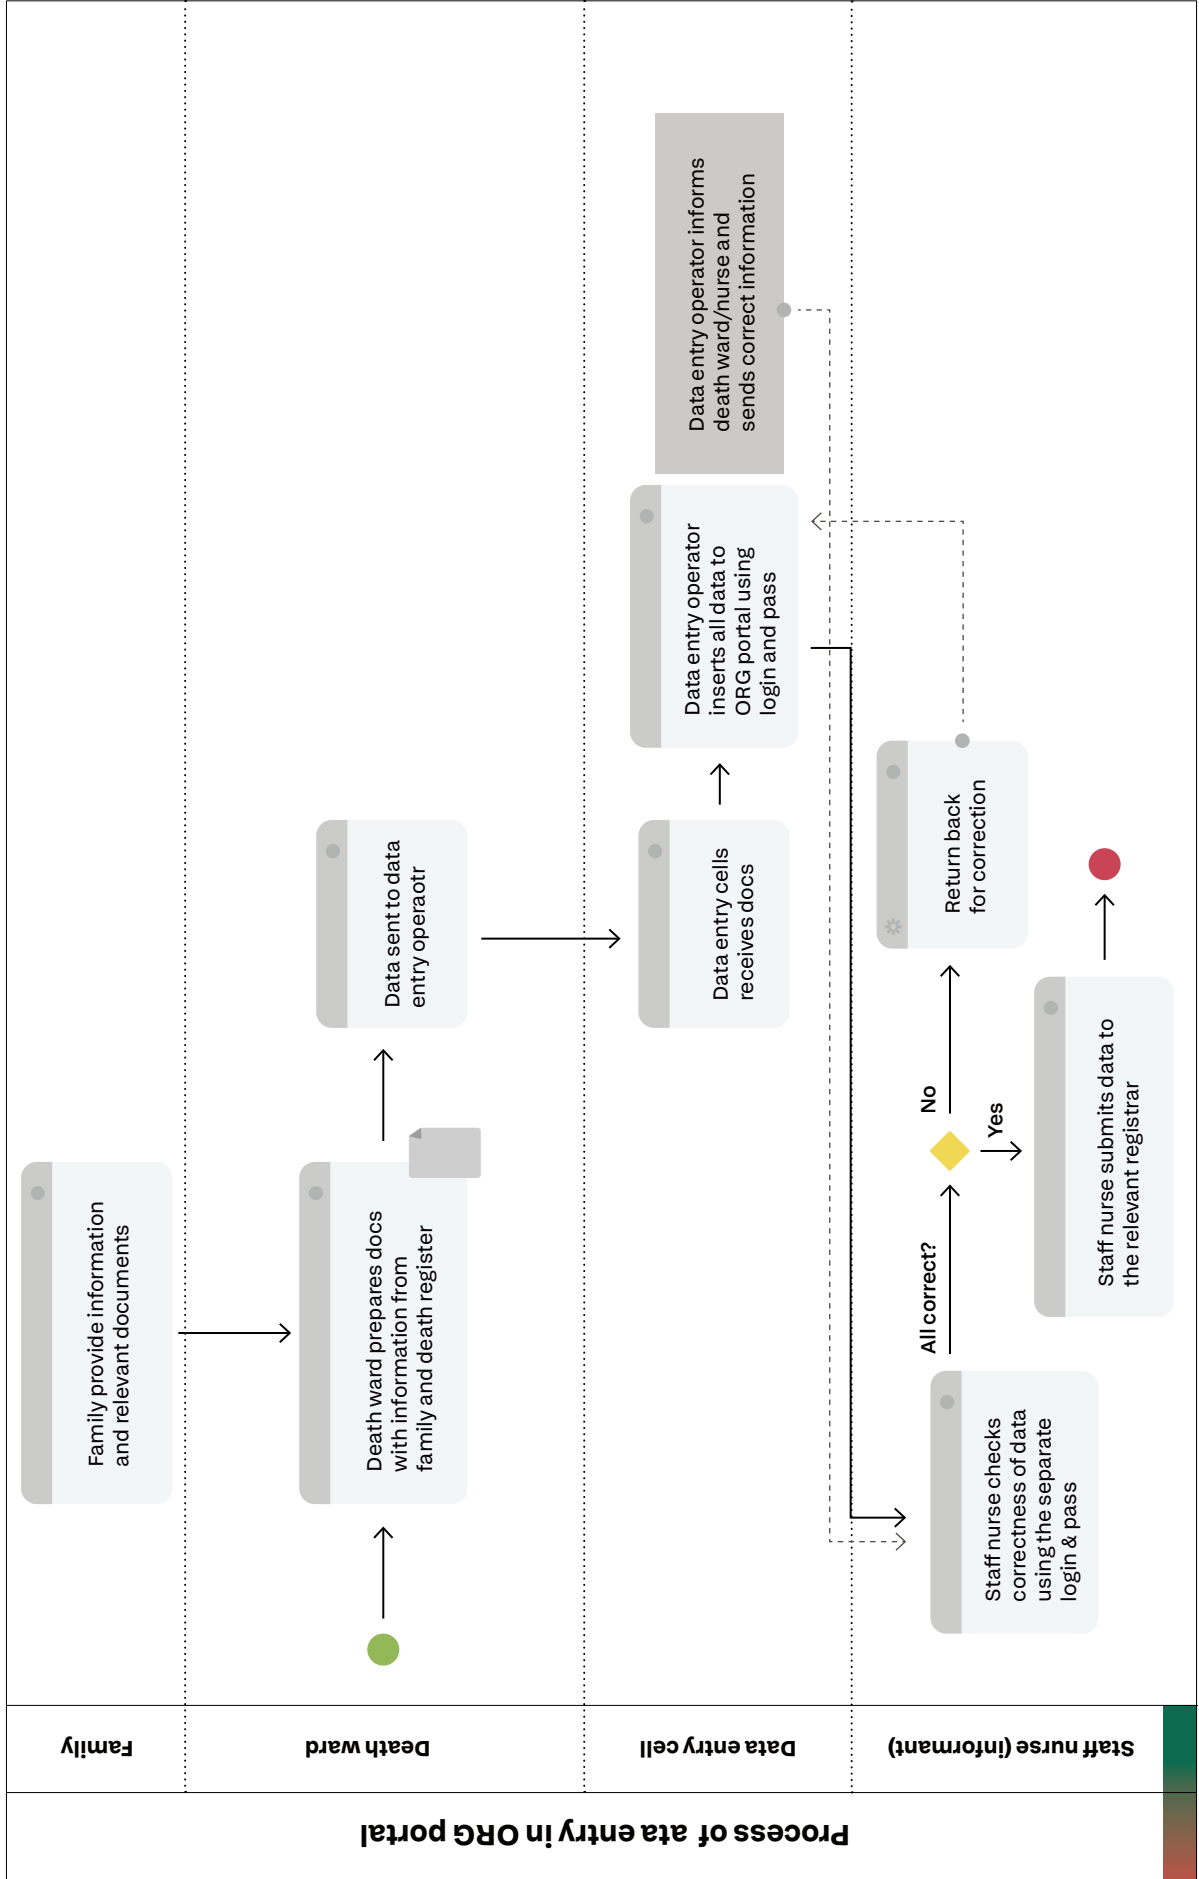 Process of ata entry in ORG portal
Family
Family provide information
and relevant documents
Death ward
Death ward prepares docs
with information from
family and death register
Data sent to data
entry operaotr
Data entry cell
Data entry cells
receives docs
Data entry operator
inserts all data to
ORG portal using
login and pass
Data entry operator informs
death ward/nurse and
sends correct information
Staff nurse (informant)
Staff nurse checks
correctness of data
using the separate
login & pass
All correct?
No
Yes
Return back
for correction
Staff nurse submits data to
the relevant registrar